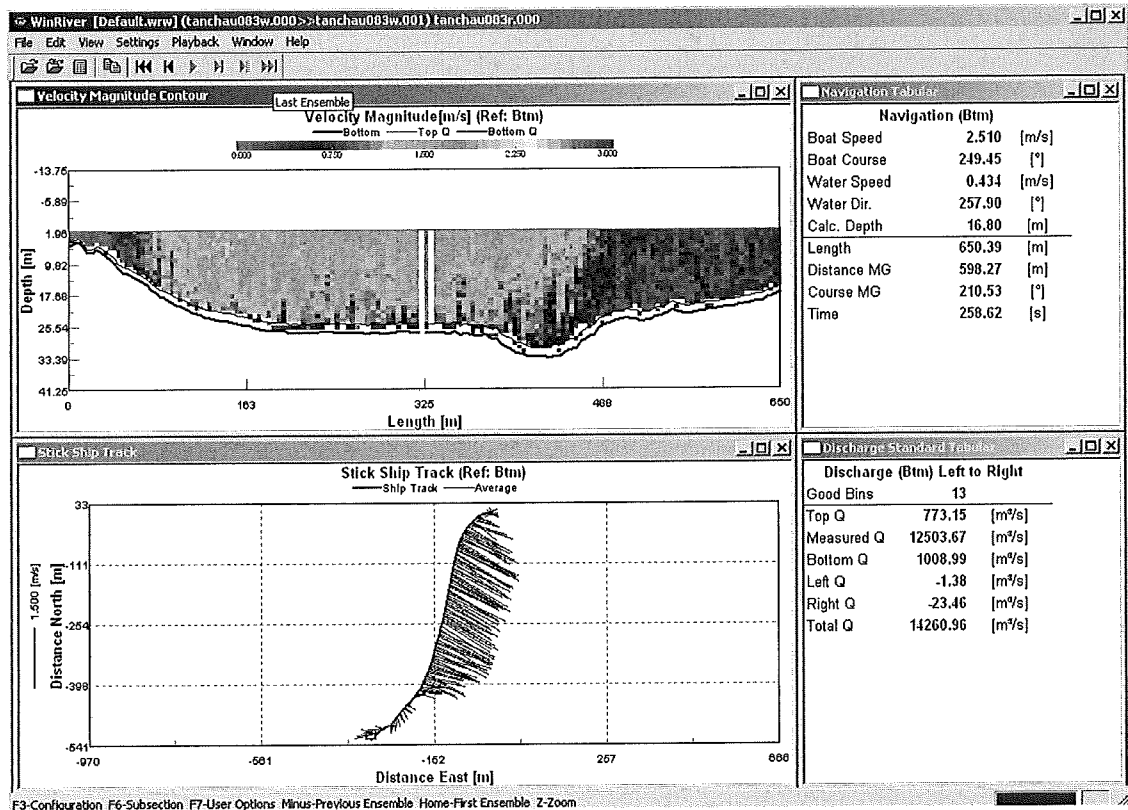 WinRiver [Default.wrw] (tanchau083w.000>>tanchau083w.001) tanchau083r.000
File Edit View Settings Playback Window Help
Velocity Magnitude Contour
Last Ensemble
Velocity Magnitude[m/s] (Ref: Btm)
Bottom Top Q Bottom Q
0.000 0.750 1.500 2.250 3.000
-13.75
-5.89
1.96
9.82
17.68
25.54
33.39
41.25
Depth [m]
0 163 325 488 650
Length [m]
Navigation Tabular
Navigation (Btm)
Boat Speed 2.510 [m/s]
Boat Course 249.45 [°]
Water Speed 0.434 [m/s]
Water Dir. 257.90 [°]
Calc. Depth 16.80 [m]
Length 650.39 [m]
Distance MG 598.27 [m]
Course MG 210.53 [°]
Time 258.62 [s]
Stick Ship Track
Stick Ship Track (Ref: Btm)
Ship Track Average
33
-111
-254
-398
-541
1.500 [m/s]
Distance North [m]
-970 -561 -152 257 666
Distance East [m]
Discharge Standard Tabular
Discharge (Btm) Left to Right
Good Bins 13
Top Q 773.15 [m³/s]
Measured Q 12503.67 [m³/s]
Bottom Q 1008.99 [m³/s]
Left Q -1.38 [m³/s]
Right Q -23.46 [m³/s]
Total Q 14260.96 [m³/s]
F3-Configuration F6-Subsection F7-User Options Minus-Previous Ensemble Home-First Ensemble Z-Zoom